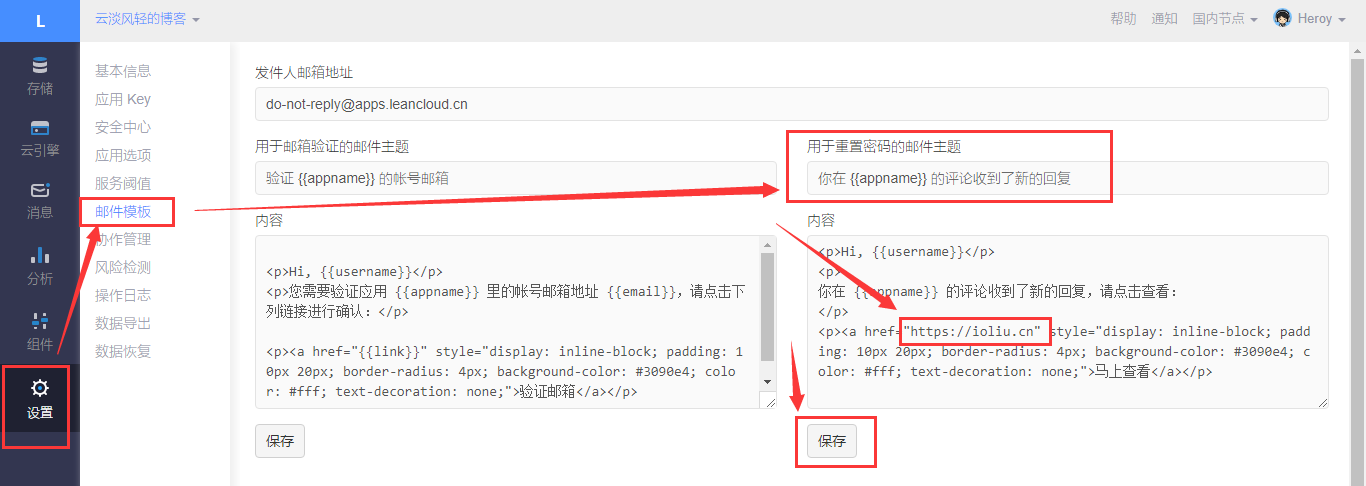 L
云淡风轻的博客
帮助
通知
国内节点
Heroy
存储
云引擎
消息
分析
组件
设置
基本信息
应用 Key
安全中心
应用选项
服务阈值
邮件模板
协作管理
风险检测
操作日志
数据导出
数据恢复
发件人邮箱地址
do-not-reply@apps.leancloud.cn
用于邮箱验证的邮件主题
验证 {{appname}} 的帐号邮箱
内容
<p>Hi, {{username}}</p>
<p>您需要验证应用 {{appname}} 里的帐号邮箱地址 {{email}}，请点击下
列链接进行确认：</p>
<p><a href="{{link}}" style="display: inline-block; padding: 1
0px 20px; border-radius: 4px; background-color: #3090e4; colo
r: #fff; text-decoration: none;">验证邮箱</a></p>
保存
用于重置密码的邮件主题
你在 {{appname}} 的评论收到了新的回复
内容
<p>Hi, {{username}}</p>
<p>
你在 {{appname}} 的评论收到了新的回复，请点击查看：
</p>
<p><a href="https://ioliu.cn" style="display: inline-block; padd
ing: 10px 20px; border-radius: 4px; background-color: #3090e4; c
olor: #fff; text-decoration: none;">马上查看</a></p>
保存